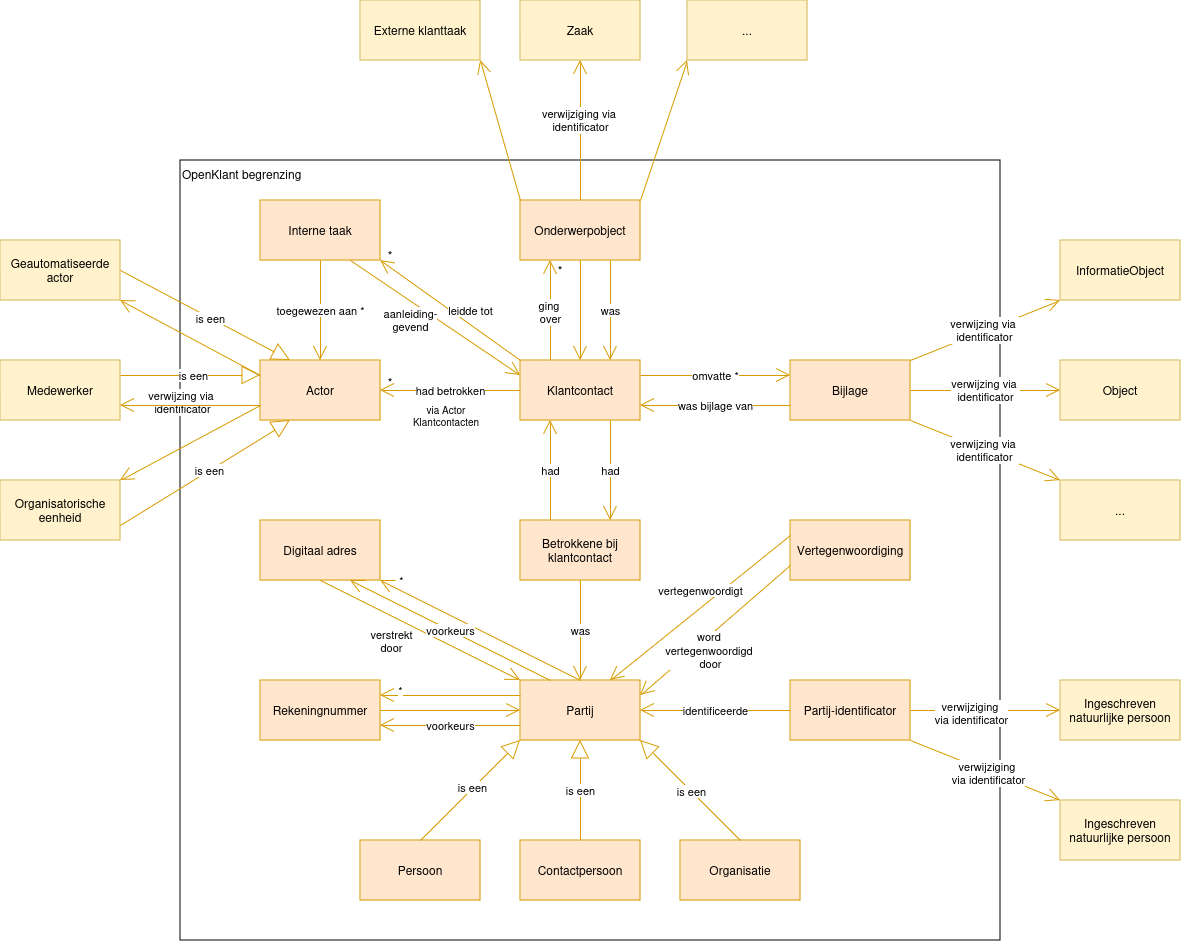 Externe klanttaak
Zaak
...
verwijziging via
identificator
OpenKlant begrenzing
Interne taak
Onderwerpobject
*
*
Geautomatiseerde
actor
InformatieObject
is een
toegewezen aan *
aanleiding-
gevend
leidde tot
ging
over
was
verwijzing via
identificator
Medewerker
is een
verwijzing via
identificator
Actor
*
had betrokken
via Actor
Klantcontacten
Klantcontact
omvatte *
was bijlage van
Bijlage
verwijzing via
identificator
Object
verwijzing via
identificator
is een
had
had
Organisatorische
eenheid
...
Digitaal adres
Betrokkene bij
klantcontact
Vertegenwoordiging
*
vertegenwoordigt
verstrekt
door
voorkeurs
was
word
vertegenwoordigd
door
Rekeningnummer
*
voorkeurs
Partij
identificeerde
Partij-identificator
verwijziging
via identificator
Ingeschreven
natuurlijke persoon
verwijziging
via identificator
is een
is een
is een
Ingeschreven
natuurlijke persoon
Persoon
Contactpersoon
Organisatie